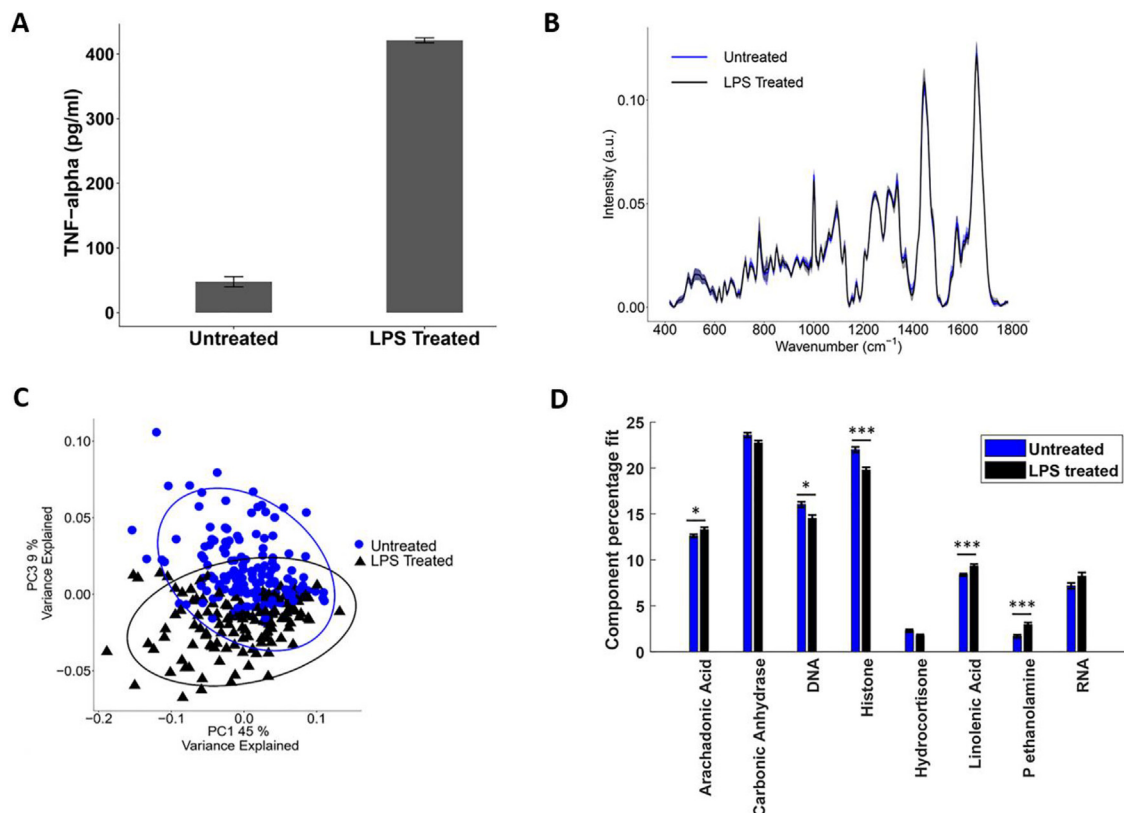 A
TNF-alpha (pg/ml)
400
300
200
100
0
Untreated
LPS Treated
B
Untreated
LPS Treated
Intensity (a.u.)
0.10
0.05
0.00
400 600 800 1000 1200 1400 1600 1800
Wavenumber (cm⁻¹)
C
PC3 9 %
Variance Explained
0.10
0.05
0.00
−0.05
−0.2 −0.1 0.0 0.1
PC1 45 %
Variance Explained
Untreated
LPS Treated
D
Component percentage fit
25
20
15
10
5
0
*
*
***
***
***
Untreated
LPS treated
Arachadonic Acid
Carbonic Anhydrase
DNA
Histone
Hydrocortisone
Linolenic Acid
P ethanolamine
RNA